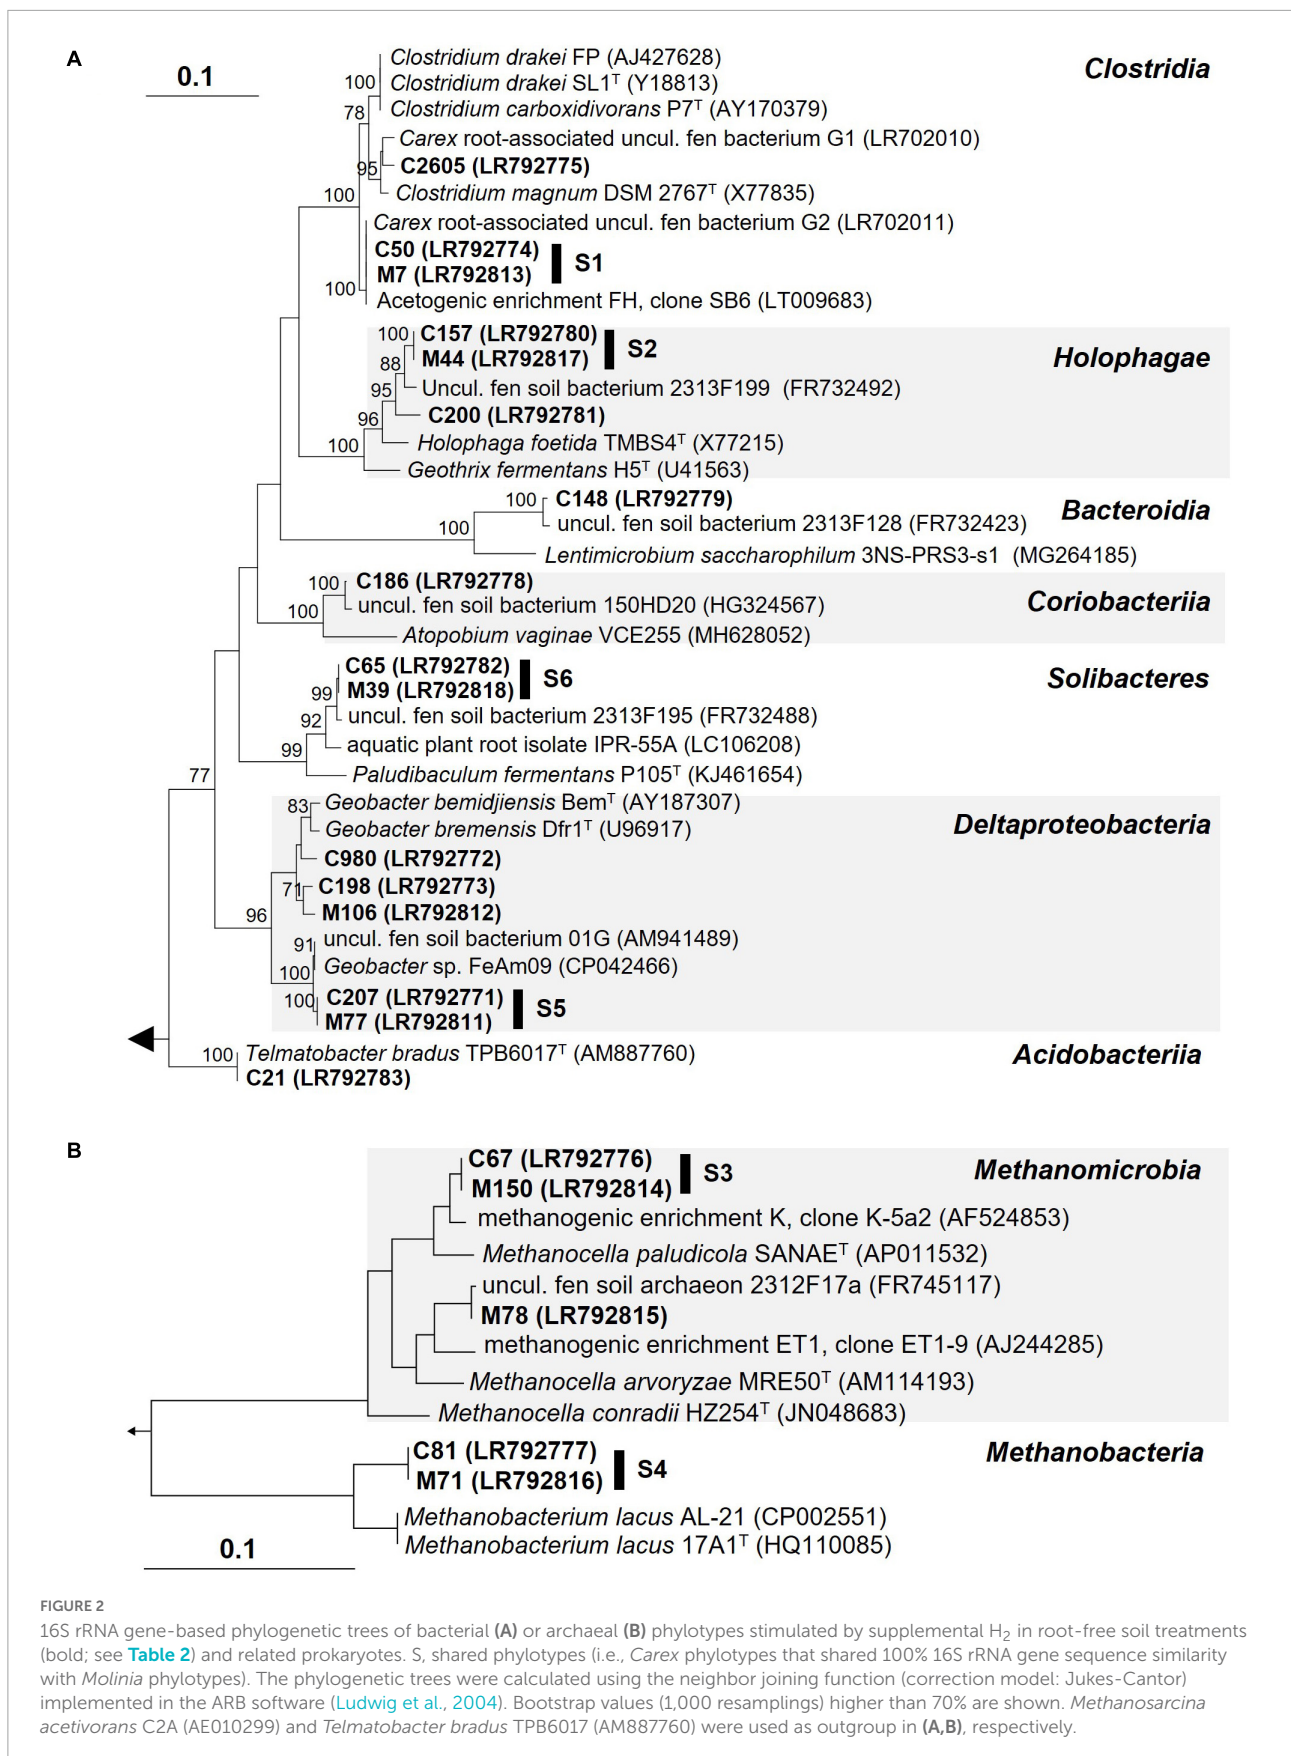 A
0.1
Clostridia
Clostridium drakei FP (AJ427628)
100
Clostridium drakei SL1ᵀ (Y18813)
Clostridium carboxidivorans P7ᵀ (AY170379)
78
Carex root-associated uncul. fen bacterium G1 (LR702010)
95
C2605 (LR792775)
Clostridium magnum DSM 2767ᵀ (X77835)
100
Carex root-associated uncul. fen bacterium G2 (LR702011)
C50 (LR792774)
S1
M7 (LR792813)
100
Acetogenic enrichment FH, clone SB6 (LT009683)
100
C157 (LR792780)
S2
Holophagae
M44 (LR792817)
88
Uncul. fen soil bacterium 2313F199 (FR732492)
95
C200 (LR792781)
96
Holophaga foetida TMBS4ᵀ (X77215)
100
Geothrix fermentans H5ᵀ (U41563)
100
C148 (LR792779)
Bacteroidia
100
uncul. fen soil bacterium 2313F128 (FR732423)
Lentimicrobium saccharophilum 3NS-PRS3-s1 (MG264185)
100
C186 (LR792778)
Coriobacteriia
100
uncul. fen soil bacterium 150HD20 (HG324567)
Atopobium vaginae VCE255 (MH628052)
C65 (LR792782)
S6
Solibacteres
99
M39 (LR792818)
92
uncul. fen soil bacterium 2313F195 (FR732488)
99
aquatic plant root isolate IPR-55A (LC106208)
Paludibaculum fermentans P105ᵀ (KJ461654)
77
83
Geobacter bemidjiensis Bemᵀ (AY187307)
Deltaproteobacteria
Geobacter bremensis Dfr1ᵀ (U96917)
C980 (LR792772)
71
C198 (LR792773)
96
M106 (LR792812)
91
uncul. fen soil bacterium 01G (AM941489)
100
Geobacter sp. FeAm09 (CP042466)
100
C207 (LR792771)
S5
M77 (LR792811)
100
Telmatobacter bradus TPB6017ᵀ (AM887760)
Acidobacteriia
C21 (LR792783)
B
C67 (LR792776)
S3
Methanomicrobia
M150 (LR792814)
methanogenic enrichment K, clone K-5a2 (AF524853)
Methanocella paludicola SANAEᵀ (AP011532)
uncul. fen soil archaeon 2312F17a (FR745117)
M78 (LR792815)
methanogenic enrichment ET1, clone ET1-9 (AJ244285)
Methanocella arvoryzae MRE50ᵀ (AM114193)
Methanocella conradii HZ254ᵀ (JN048683)
C81 (LR792777)
S4
Methanobacteria
M71 (LR792816)
Methanobacterium lacus AL-21 (CP002551)
Methanobacterium lacus 17A1ᵀ (HQ110085)
0.1
FIGURE 2
16S rRNA gene-based phylogenetic trees of bacterial (A) or archaeal (B) phylotypes stimulated by supplemental H₂ in root-free soil treatments
(bold; see Table 2) and related prokaryotes. S, shared phylotypes (i.e., Carex phylotypes that shared 100% 16S rRNA gene sequence similarity
with Molinia phylotypes). The phylogenetic trees were calculated using the neighbor joining function (correction model: Jukes-Cantor)
implemented in the ARB software (Ludwig et al., 2004). Bootstrap values (1,000 resamplings) higher than 70% are shown. Methanosarcina
acetivorans C2A (AE010299) and Telmatobacter bradus TPB6017 (AM887760) were used as outgroup in (A,B), respectively.